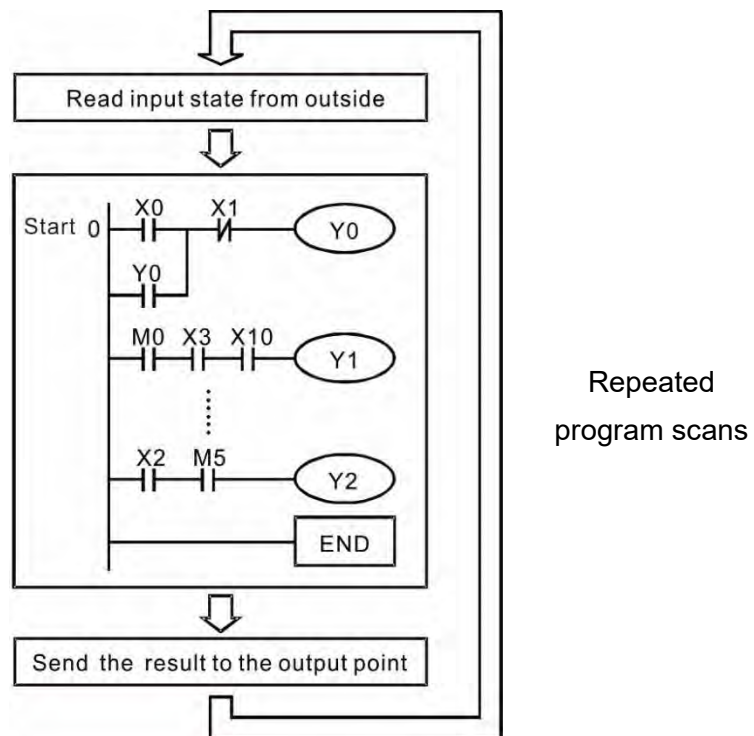 Read input state from outside
X0 X1
Start 0 Y0
Y0
M0 X3 X10
Y1
X2 M5
Y2
END
Send the result to the output point
Repeated
program scans